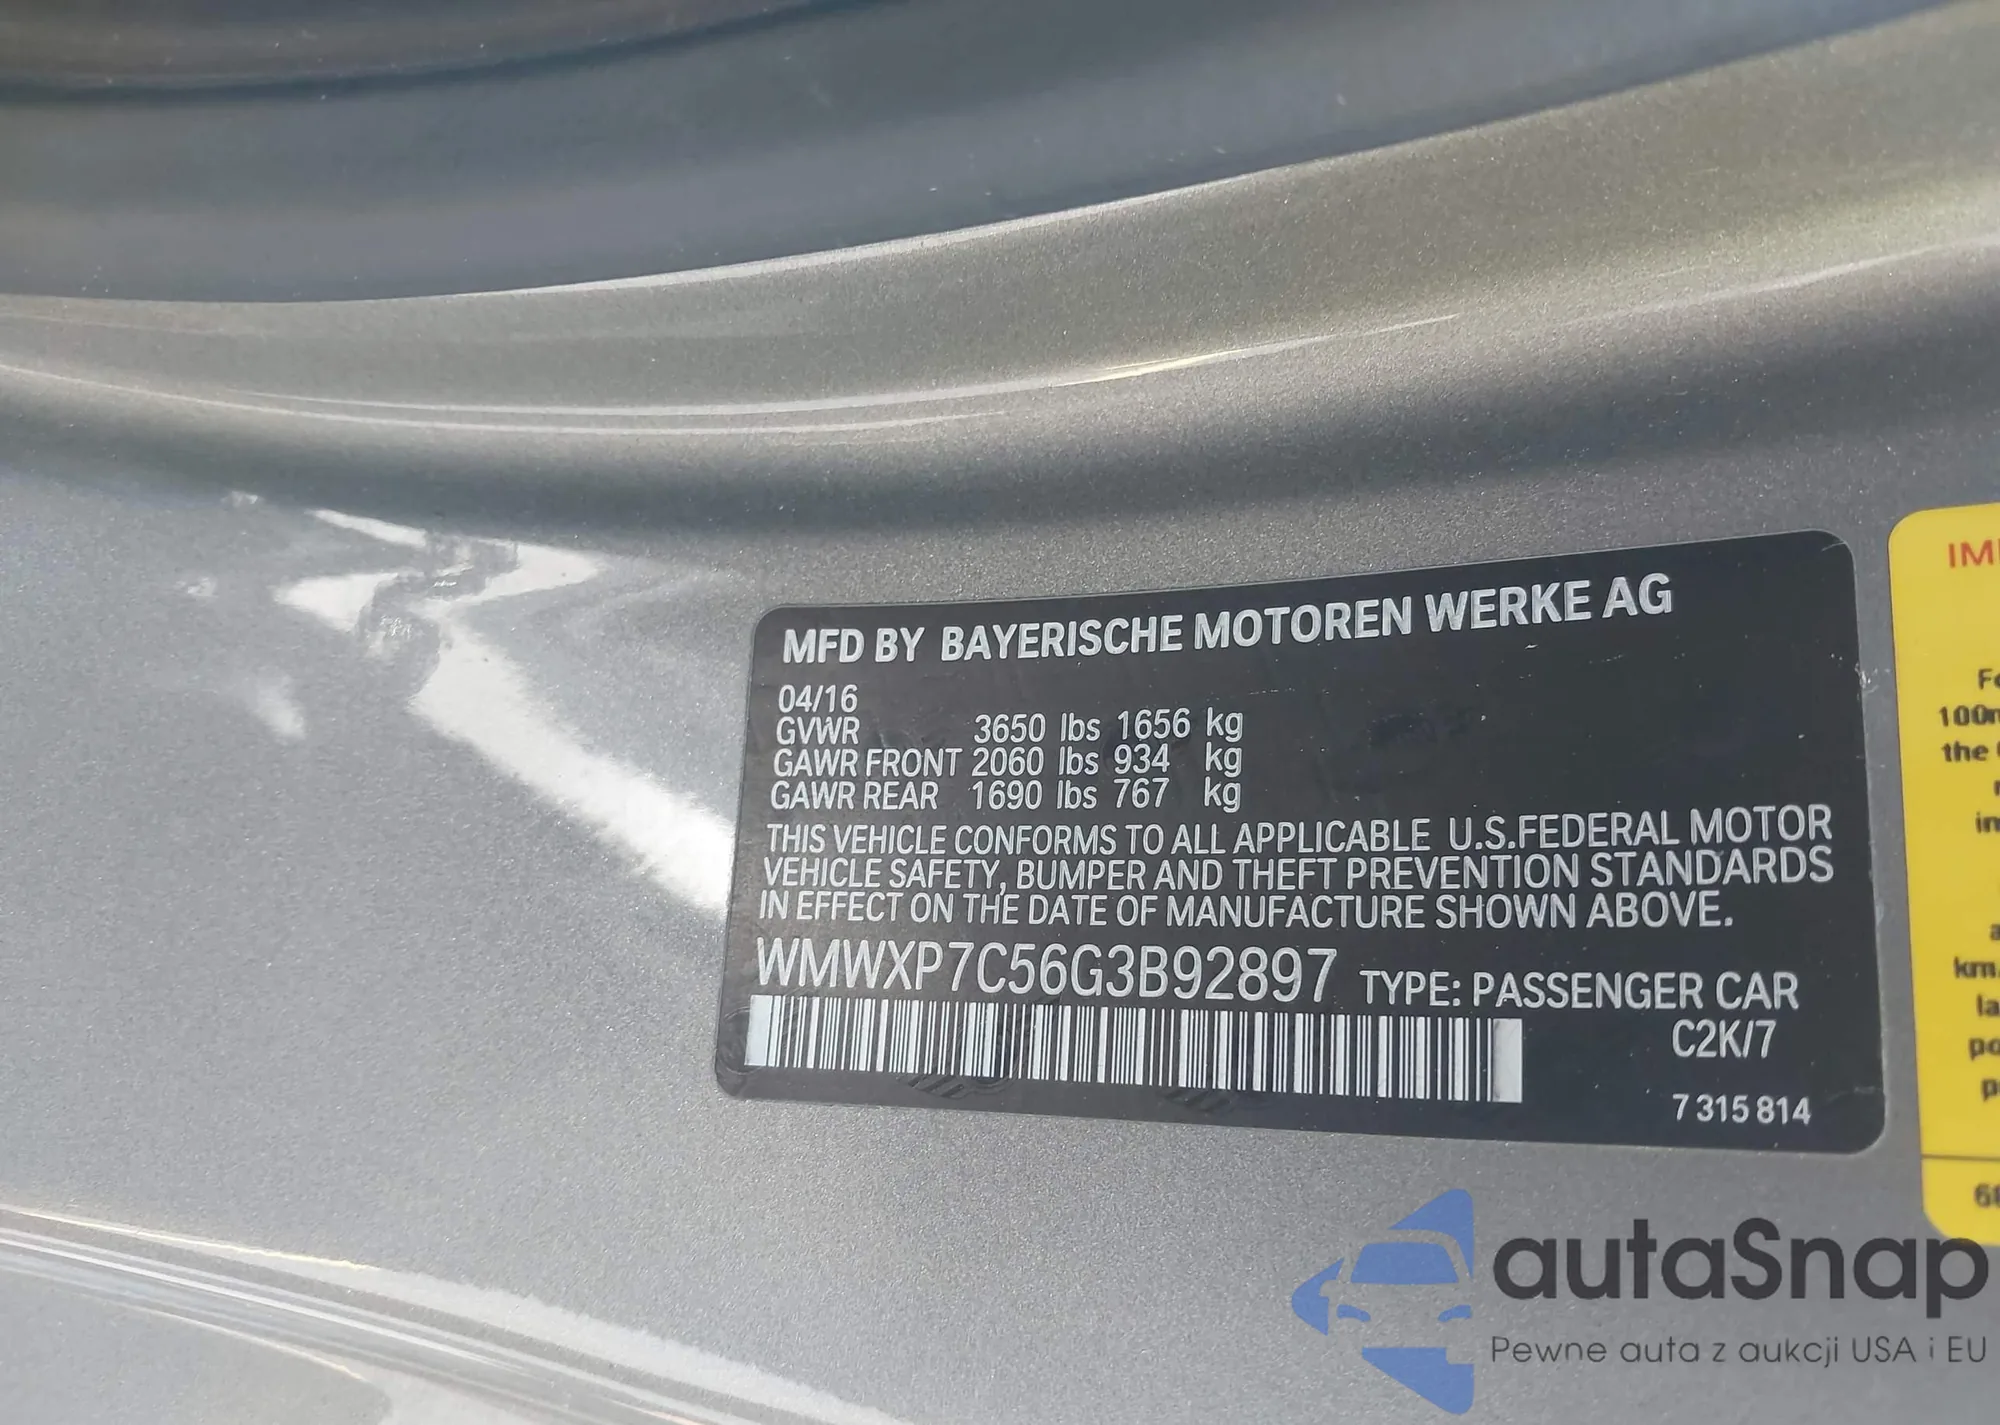 MFD BY BAYERISCHE MOTOREN WERKE AG
04/16
GVWR 3650 lbs 1656 kg
GAWR FRONT 2060 lbs 934 kg
GAWR REAR 1690 lbs 767 kg
THIS VEHICLE CONFORMS TO ALL APPLICABLE U.S.FEDERAL MOTOR
VEHICLE SAFETY, BUMPER AND THEFT PREVENTION STANDARDS
IN EFFECT ON THE DATE OF MANUFACTURE SHOWN ABOVE.
WMWXP7C56G3B92897 TYPE: PASSENGER CAR
C2K/7
7 315 814
100m
the
km.
autaSnap
Pewne auta z aukcji USA i EU